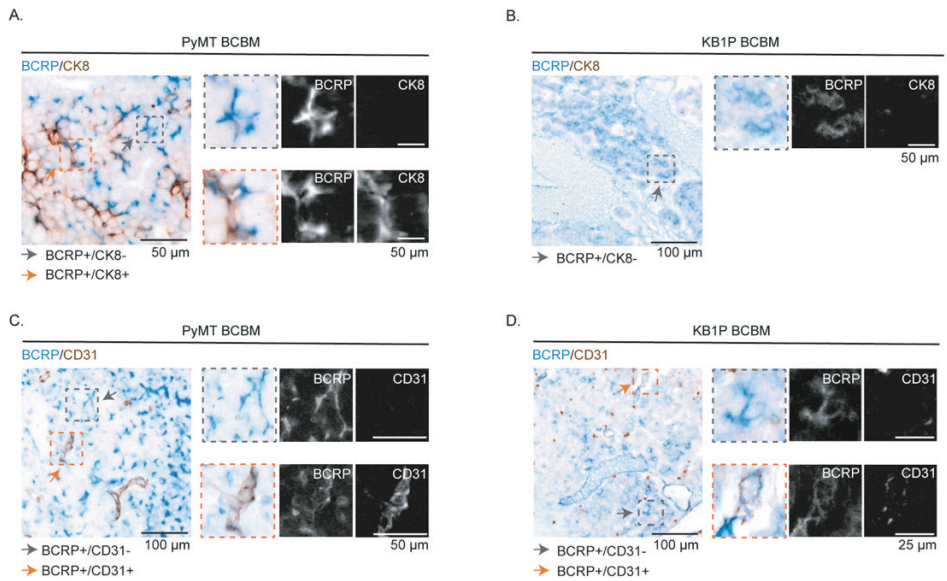 A.
PyMT BCBM
BCRP/CK8
BCRP CK8
BCRP CK8
50 µm 50 µm
BCRP+/CK8-
BCRP+/CK8+
B.
KB1P BCBM
BCRP/CK8
BCRP CK8
50 µm
100 µm
BCRP+/CK8-
C.
PyMT BCBM
BCRP/CD31
BCRP CD31
BCRP CD31
100 µm 50 µm
BCRP+/CD31-
BCRP+/CD31+
D.
KB1P BCBM
BCRP/CD31
BCRP CD31
BCRP CD31
100 µm 25 µm
BCRP+/CD31-
BCRP+/CD31+